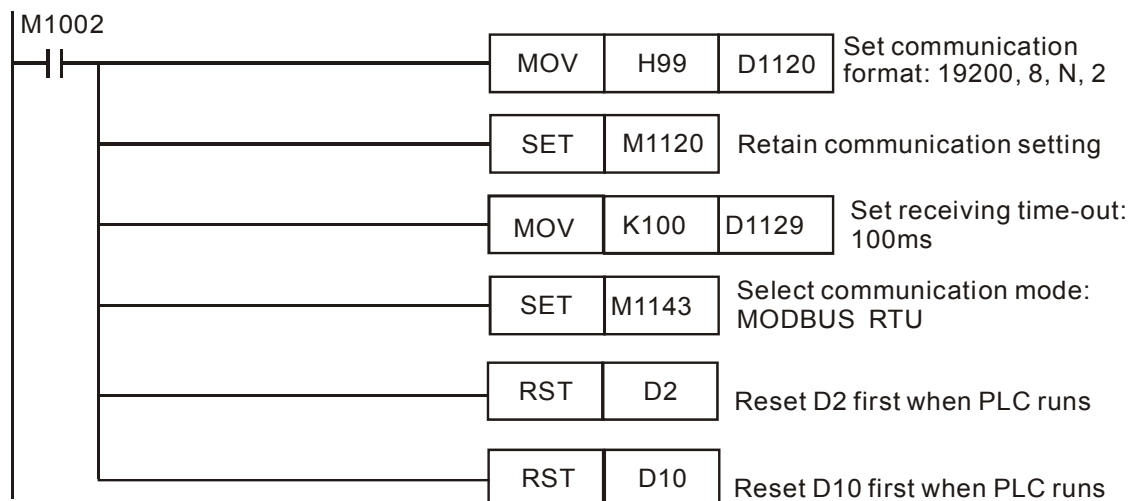 M1002
MOV H99 D1120 Set communication
format: 19200, 8, N, 2
SET M1120 Retain communication setting
MOV K100 D1129 Set receiving time-out:
100ms
SET M1143 Select communication mode:
MODBUS RTU
RST D2 Reset D2 first when PLC runs
RST D10 Reset D10 first when PLC runs